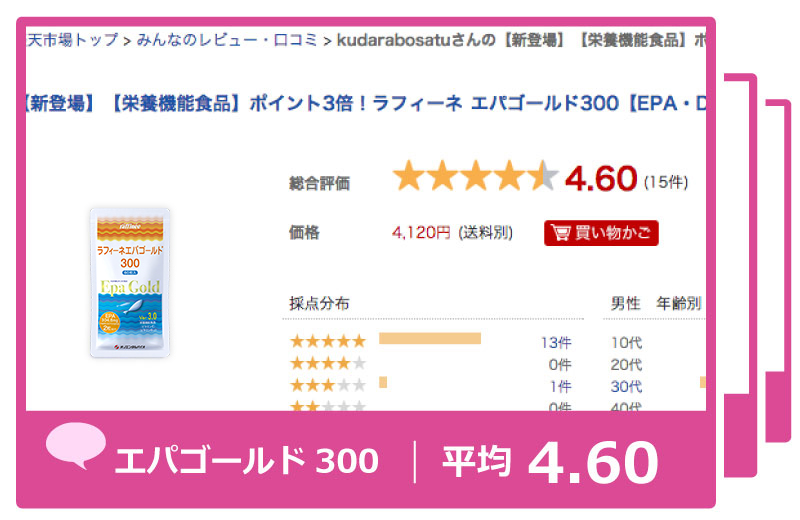 天市場トップ > みんなのレビュー・口コミ > kudarabosatuさんの【新登場】【栄養機能食品】ポ
【新登場】【栄養機能食品】ポイント3倍！ラフィーネ エパゴールド300【EPA・D
総合評価 ★★★★★ 4.60 (15件)
価格 4,120円 (送料別) 買い物かご
ラフィーネエパゴールド
300
Epa Gold
採点分布 男性 年齢別
★★★★★ 13件 10代
★★★★★ 0件 20代
★★★★★ 1件 30代
★★★★★ 0件 40代
エパゴールド 300 | 平均 4.60